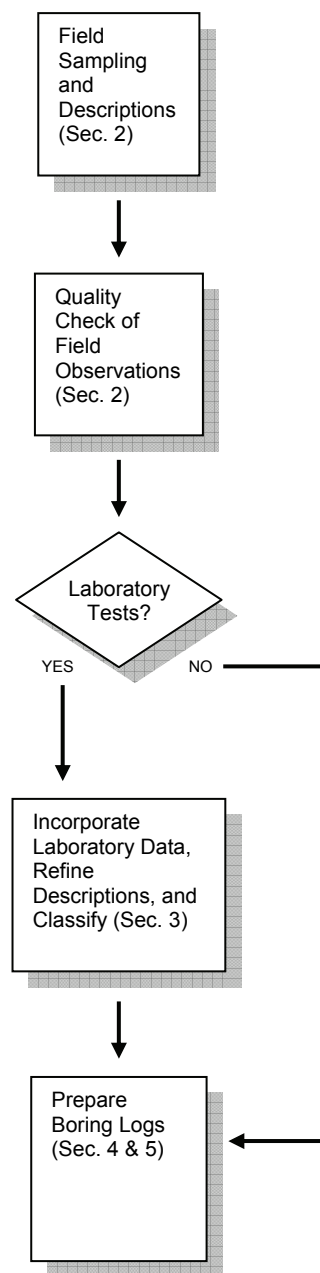 Field
Sampling
and
Descriptions
(Sec. 2)
Quality
Check of
Field
Observations
(Sec. 2)
Laboratory
Tests?
YES
NO
Incorporate
Laboratory Data,
Refine
Descriptions, and
Classify (Sec. 3)
Prepare
Boring Logs
(Sec. 4 & 5)